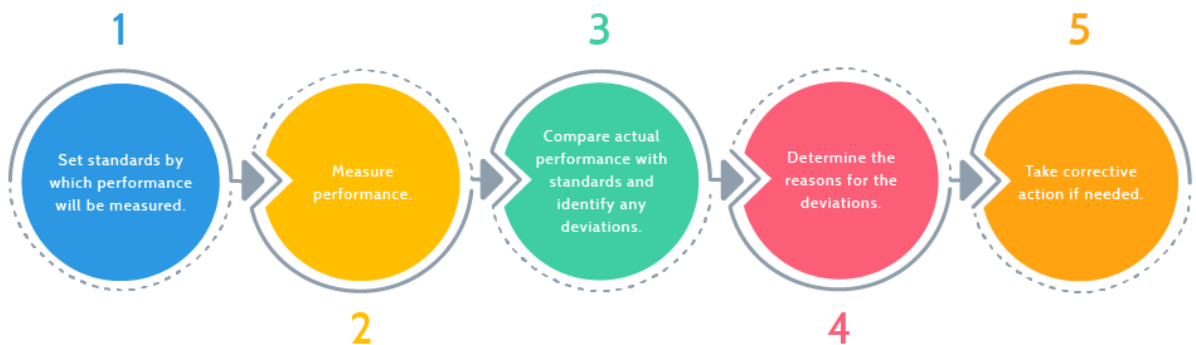 1
Set standards by
which performance
will be measured.
2
Measure
performance.
3
Compare actual
performance with
standards and
identify any
deviations.
4
Determine the
reasons for the
deviations.
5
Take corrective
action if needed.